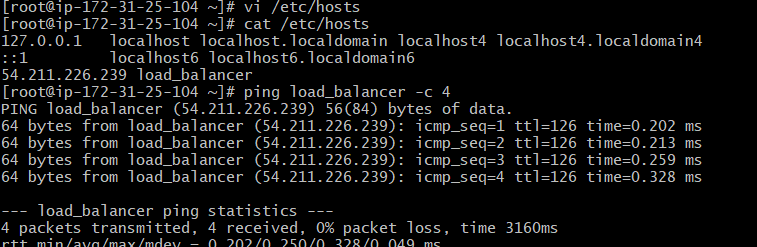 [root@ip-172-31-25-104 ~]# vi /etc/hosts
[root@ip-172-31-25-104 ~]# cat /etc/hosts
127.0.0.1   localhost localhost.localdomain localhost4 localhost4.localdomain4
::1         localhost6 localhost6.localdomain6
54.211.226.239 load_balancer
[root@ip-172-31-25-104 ~]# ping load_balancer -c 4
PING load_balancer (54.211.226.239) 56(84) bytes of data.
64 bytes from load_balancer (54.211.226.239): icmp_seq=1 ttl=126 time=0.202 ms
64 bytes from load_balancer (54.211.226.239): icmp_seq=2 ttl=126 time=0.213 ms
64 bytes from load_balancer (54.211.226.239): icmp_seq=3 ttl=126 time=0.259 ms
64 bytes from load_balancer (54.211.226.239): icmp_seq=4 ttl=126 time=0.328 ms
--- load_balancer ping statistics ---
4 packets transmitted, 4 received, 0% packet loss, time 3160ms
rtt min/avg/max/mdev = 0.202/0.250/0.328/0.049 ms